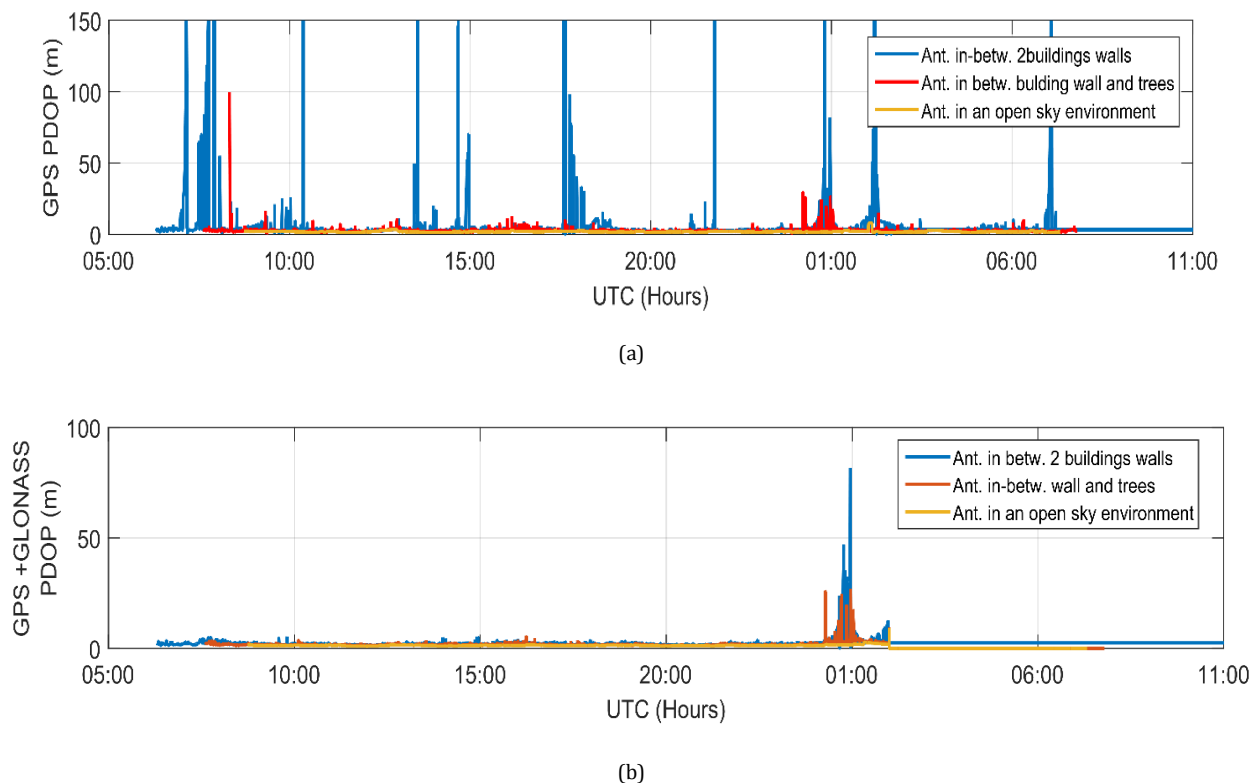 150
100
50
0
GPS PDOP (m)
Ant. in-betw. 2buildings walls
Ant. in betw. bulding wall and trees
Ant. in an open sky environment
05:00 10:00 15:00 20:00 01:00 06:00 11:00
UTC (Hours)
(a)
100
50
0
GPS +GLONASS
PDOP (m)
Ant. in betw. 2 buildings walls
Ant. in-betw. wall and trees
Ant. in an open sky environment
05:00 10:00 15:00 20:00 01:00 06:00 11:00
UTC (Hours)
(b)